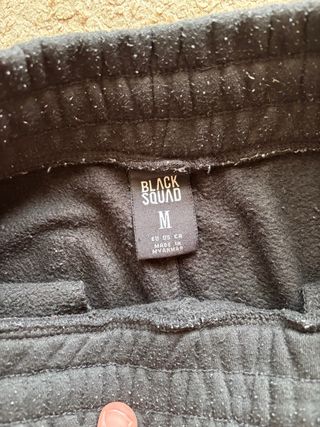 BLACK
SQUAD
M
EU US CA
MADE IN
MYANMAR